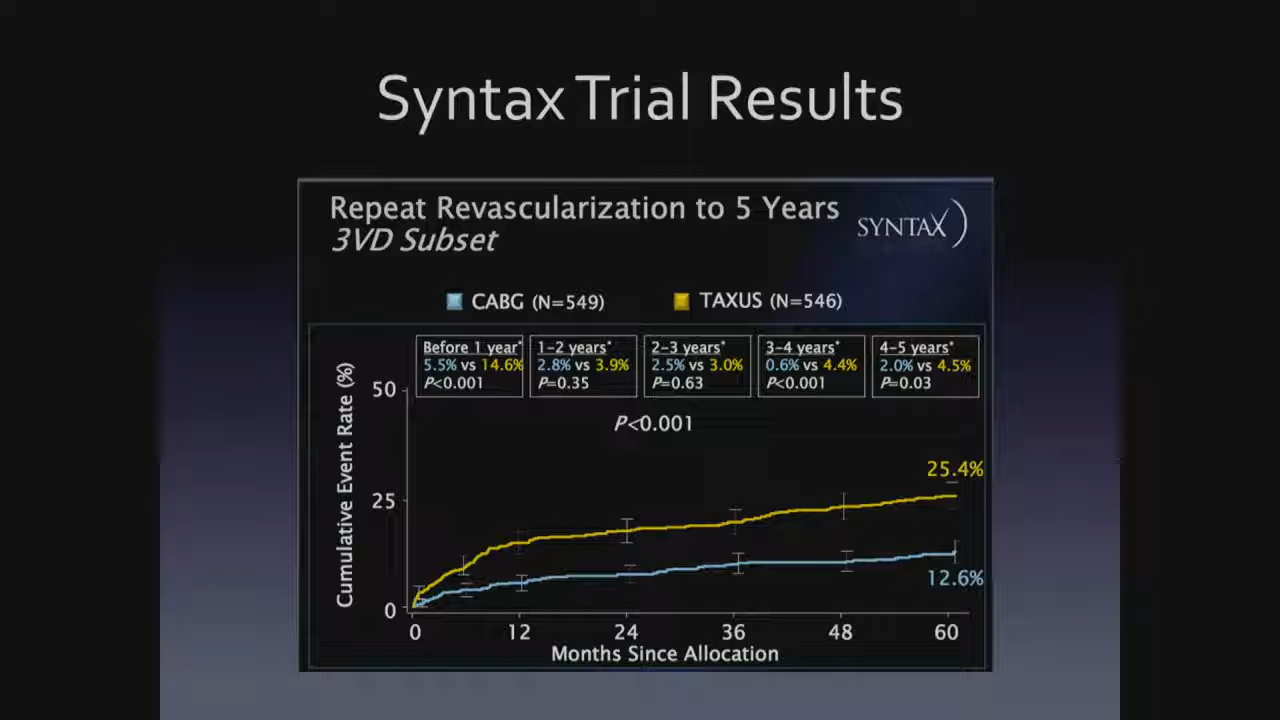 Syntax Trial Results
Repeat Revascularization to 5 Years
3VD Subset
SYNTAX
CABG (N=549)
TAXUS (N=546)
Before 1 year*
5.5% vs 14.6%
P<0.001
1-2 years*
2.8% vs 3.9%
P=0.35
2-3 years*
2.5% vs 3.0%
P=0.63
3-4 years*
0.6% vs 4.4%
P<0.001
4-5 years*
2.0% vs 4.5%
P=0.03
P<0.001
Cumulative Event Rate (%)
50
25
0
25.4%
12.6%
0 12 24 36 48 60
Months Since Allocation